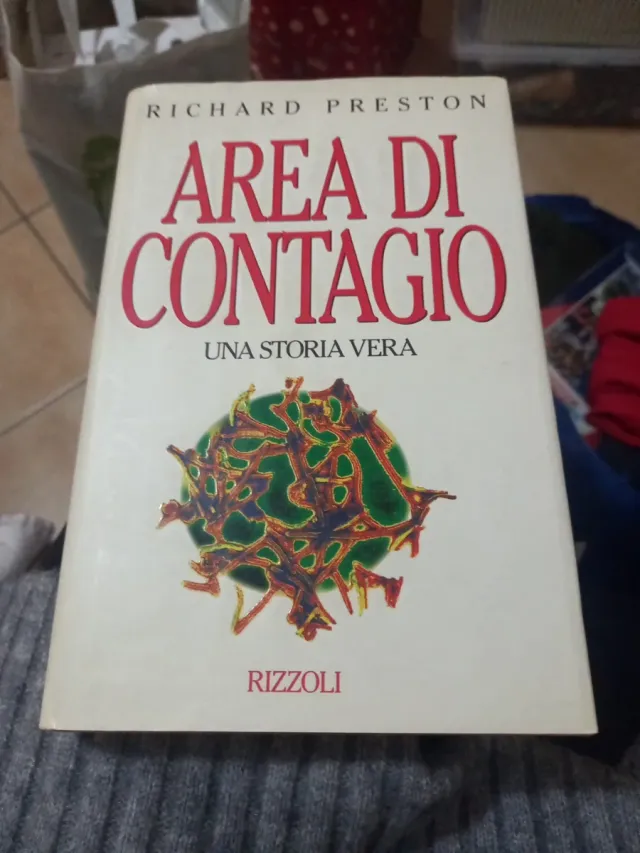 RICHARD PRESTON
AREA DI
CONTAGIO
UNA STORIA VERA
RIZZOLI